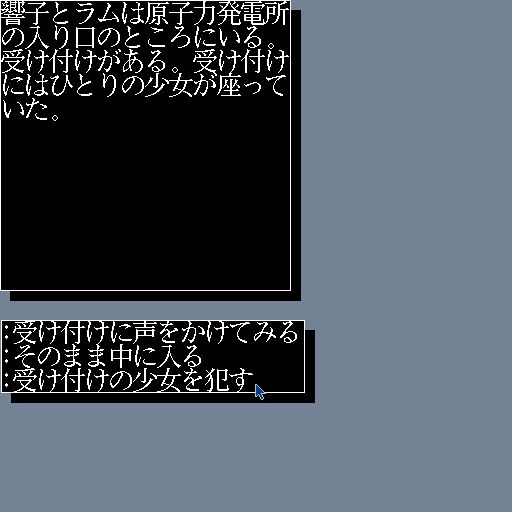 響子とラムは原子力発電所
の入り口のところにいる。
受け付けがある。受け付け
にはひとりの少女が座って
いた。
:受け付けに声をかけてみる
:そのまま中に入る
:受け付けの少女を犯す